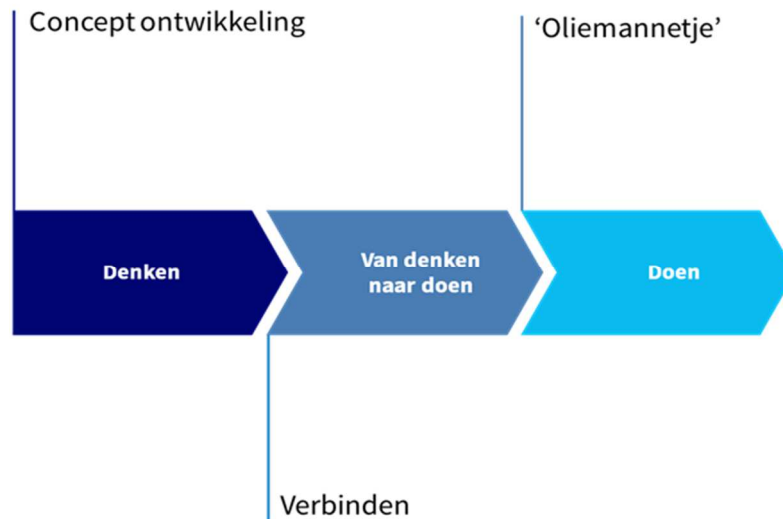 Concept ontwikkeling
‘Oliemannetje’
Denken
Van denken
naar doen
Doen
Verbinden